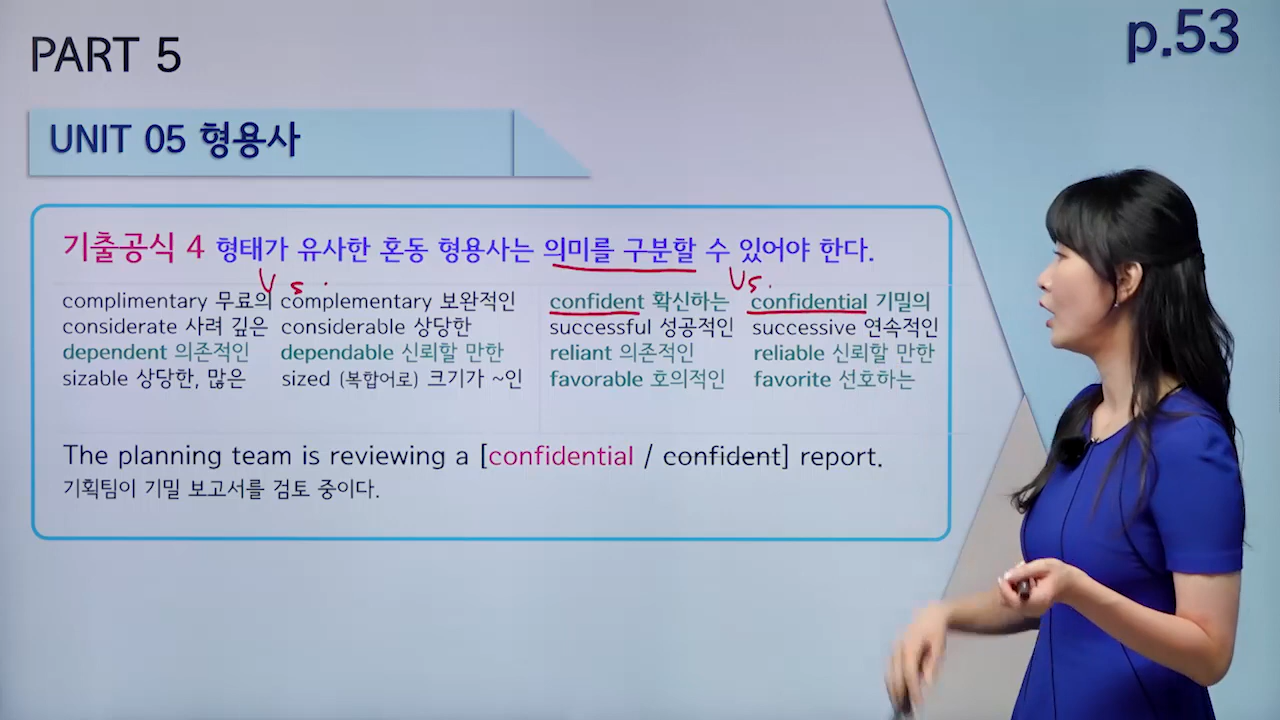 PART 5
p.53
UNIT 05 형용사
기출공식 4 형태가 유사한 혼동 형용사는 의미를 구분할 수 있어야 한다.
vs. vs.
complimentary 무료의 complementary 보완적인 confident 확신하는 confidential 기밀의
considerate 사려 깊은 considerable 상당한 successful 성공적인 successive 연속적인
dependent 의존적인 dependable 신뢰할 만한 reliant 의존적인 reliable 신뢰할 만한
sizable 상당한, 많은 sized (복합어로) 크기가 ~인 favorable 호의적인 favorite 선호하는
The planning team is reviewing a [confidential / confident] report.
기획팀이 기밀 보고서를 검토 중이다.